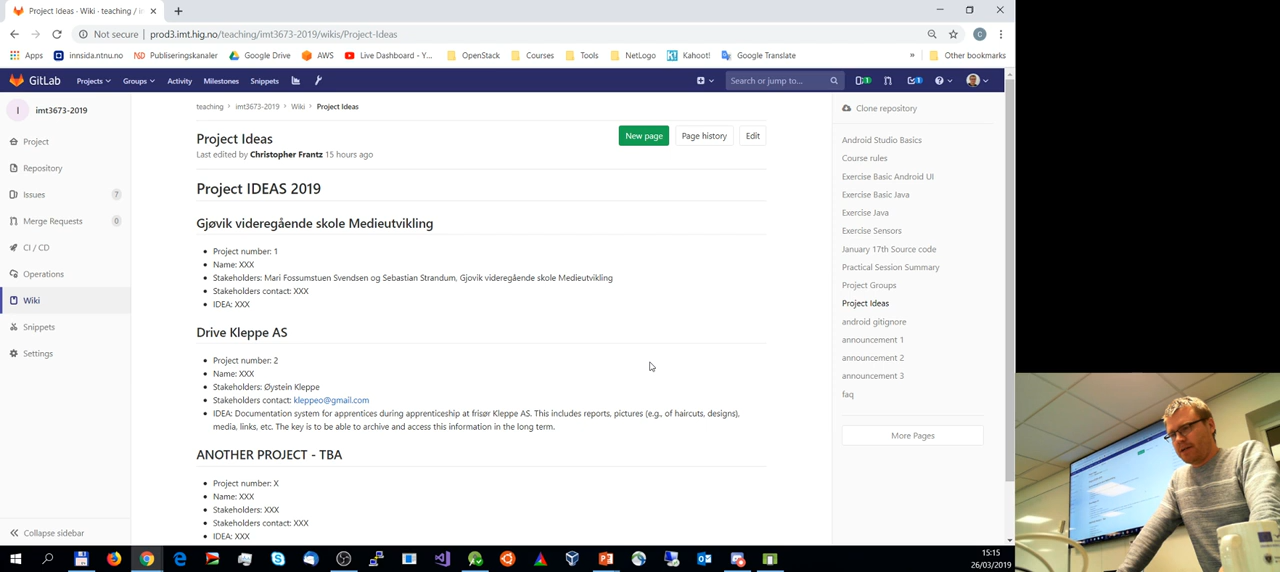 Project Ideas · Wiki · teaching / i
Not secure | prod3.imt.hig.no/teaching/imt3673-2019/wikis/Project-Ideas
Apps innsida.ntnu.no Publiseringskanaler Google Drive AWS Live Dashboard - Y... OpenStack Courses Tools NetLogo Kahoot! Google Translate » Other bookmarks
GitLab Projects Groups Activity Milestones Snippets Search or jump to... 1 1
I imt3673-2019
Project
Repository
Issues 7
Merge Requests 0
CI / CD
Operations
Wiki
Snippets
Settings
Collapse sidebar
teaching > imt3673-2019 > Wiki > Project Ideas
Project Ideas
New page Page history Edit
Last edited by Christopher Frantz 15 hours ago
Project IDEAS 2019
Gjøvik videregående skole Medieutvikling
Project number: 1
Name: XXX
Stakeholders: Mari Fossumstuen Svendsen og Sebastian Strandum, Gjovik videregående skole Medieutvikling
Stakeholders contact: XXX
IDEA: XXX
Drive Kleppe AS
Project number: 2
Name: XXX
Stakeholders: Øystein Kleppe
Stakeholders contact: kleppeo@gmail.com
IDEA: Documentation system for apprentices during apprenticeship at frisør Kleppe AS. This includes reports, pictures (e.g., of haircuts, designs),
media, links, etc. The key is to be able to archive and access this information in the long term.
ANOTHER PROJECT - TBA
Project number: X
Name: XXX
Stakeholders: XXX
Stakeholders contact: XXX
IDEA: XXX
Clone repository
Android Studio Basics
Course rules
Exercise Basic Android UI
Exercise Basic Java
Exercise Java
Exercise Sensors
January 17th Source code
Practical Session Summary
Project Groups
Project Ideas
android gitignore
announcement 1
announcement 2
announcement 3
faq
More Pages
15:15
26/03/2019